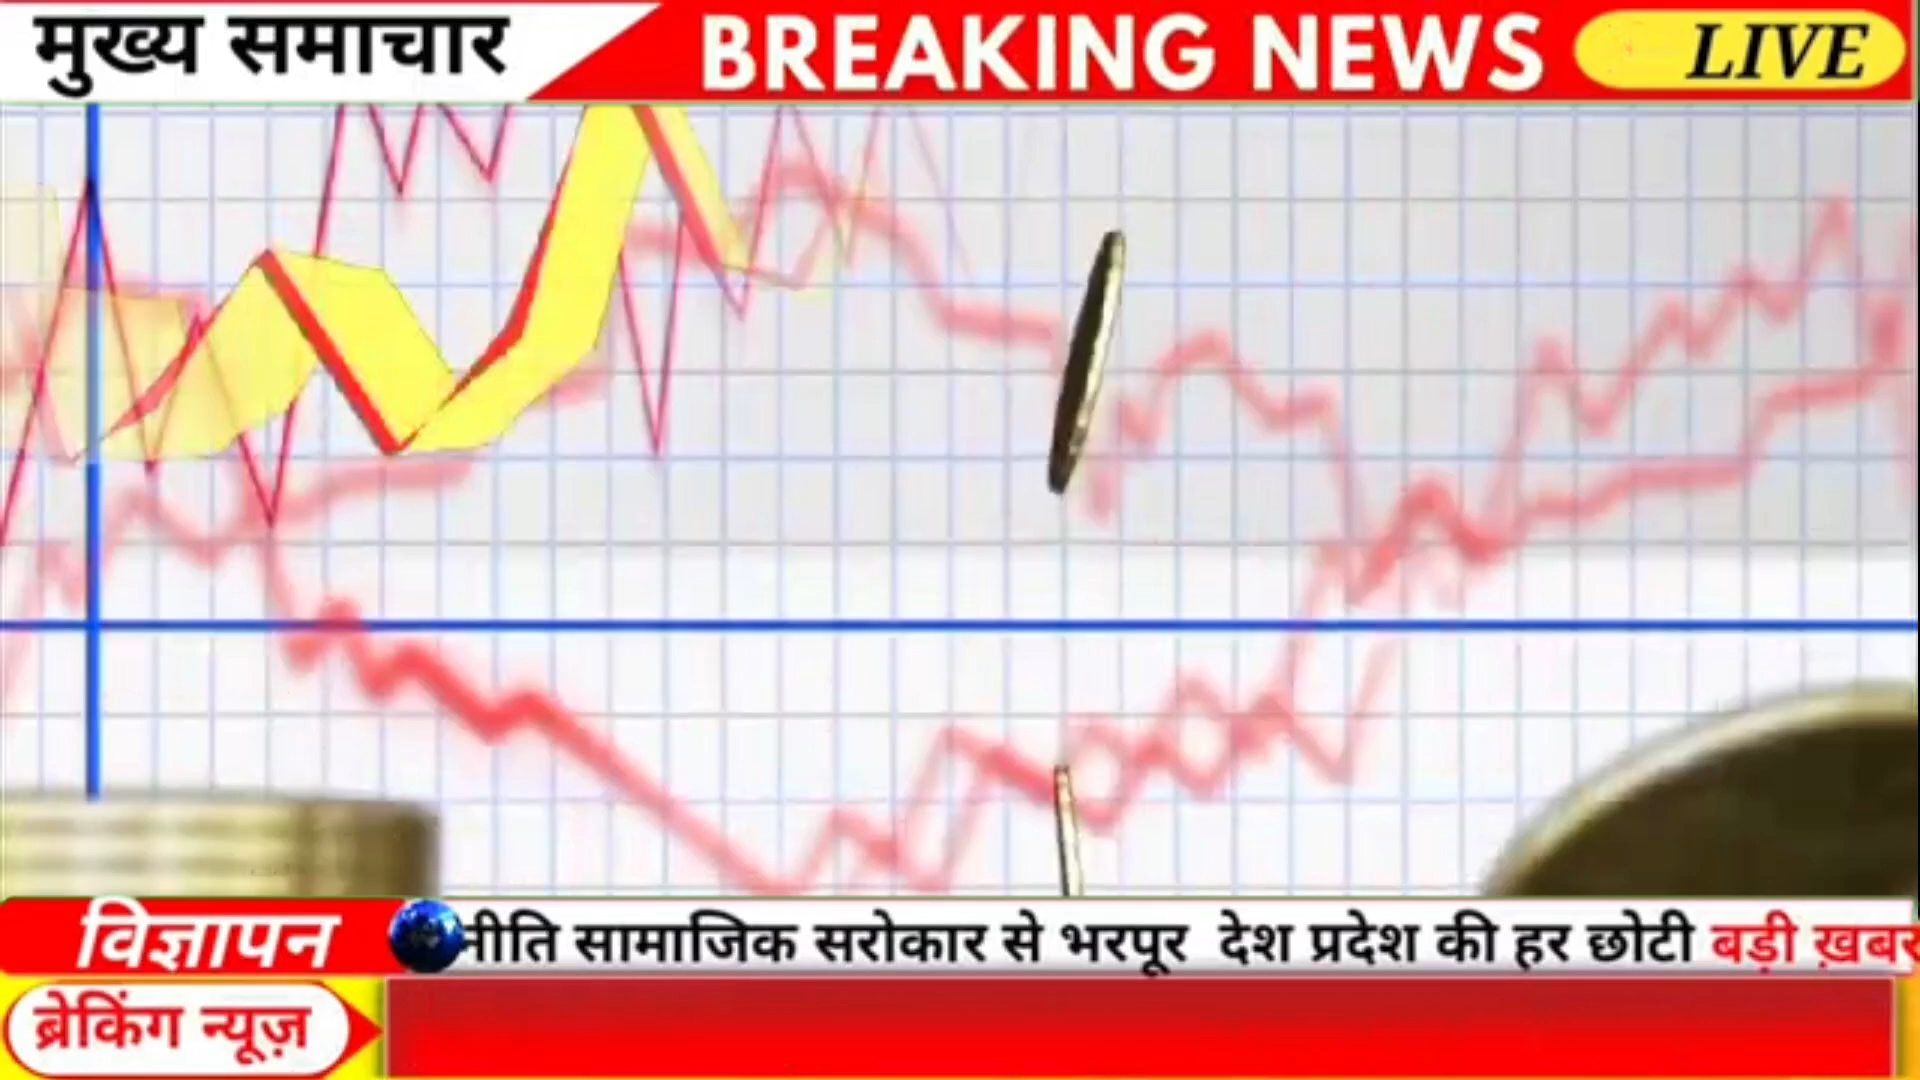 मुख्य समाचार
BREAKING NEWS
LIVE
विज्ञापन
नीति सामाजिक सरोकार से भरपूर देश प्रदेश की हर छोटी बड़ी ख़बर
ब्रेकिंग न्यूज़